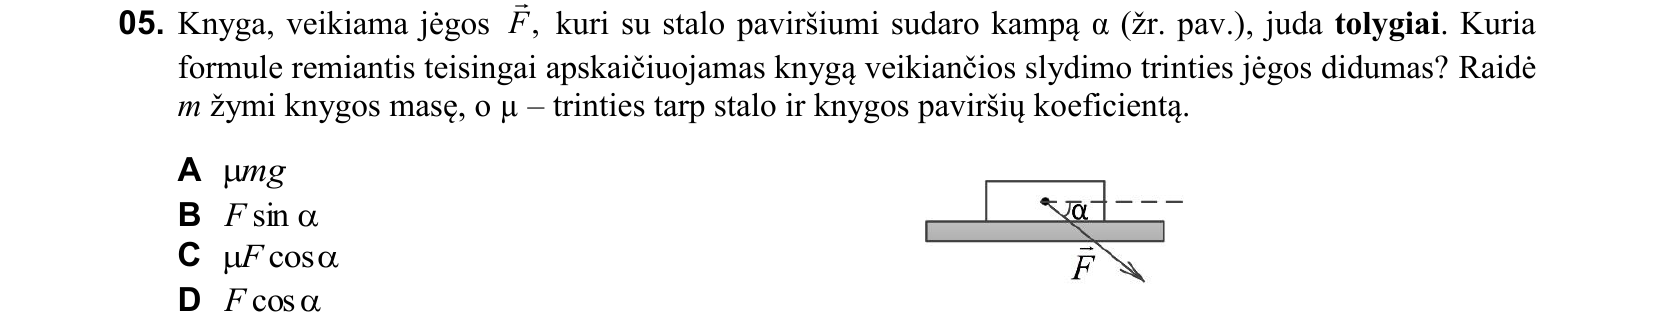 05. Knyga, veikiama jėgos F⃗, kuri su stalo paviršiumi sudaro kampą α (žr. pav.), juda tolygiai. Kuria
formule remiantis teisingai apskaičiuojamas knygą veikiančios slydimo trinties jėgos didumas? Raidė
m žymi knygos masę, o μ – trinties tarp stalo ir knygos paviršių koeficientą.
A μmg
B F sin α
C μF cos α
D F cos α
α
F⃗